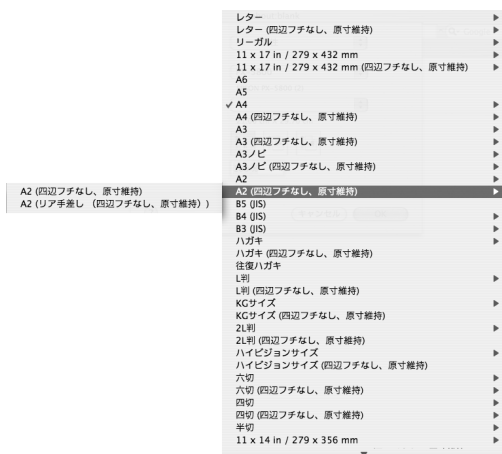 レター
レター (四辺フチなし、原寸維持)
リーガル
11 x 17 in / 279 x 432 mm
11 x 17 in / 279 x 432 mm (四辺フチなし、原寸維持)
A6
A5
✓ A4
A4 (四辺フチなし、原寸維持)
A3
A3 (四辺フチなし、原寸維持)
A3ノビ
A3ノビ (四辺フチなし、原寸維持)
A2
A2 (四辺フチなし、原寸維持)
A2 (四辺フチなし、原寸維持)
A2 (リア手差し (四辺フチなし、原寸維持) )
B5 (JIS)
B4 (JIS)
B3 (JIS)
ハガキ
ハガキ (四辺フチなし、原寸維持)
往復ハガキ
L判
L判 (四辺フチなし、原寸維持)
KGサイズ
KGサイズ (四辺フチなし、原寸維持)
2L判
2L判 (四辺フチなし、原寸維持)
ハイビジョンサイズ
ハイビジョンサイズ (四辺フチなし、原寸維持)
六切
六切 (四辺フチなし、原寸維持)
四切
四切 (四辺フチなし、原寸維持)
半切
11 x 14 in / 279 x 356 mm